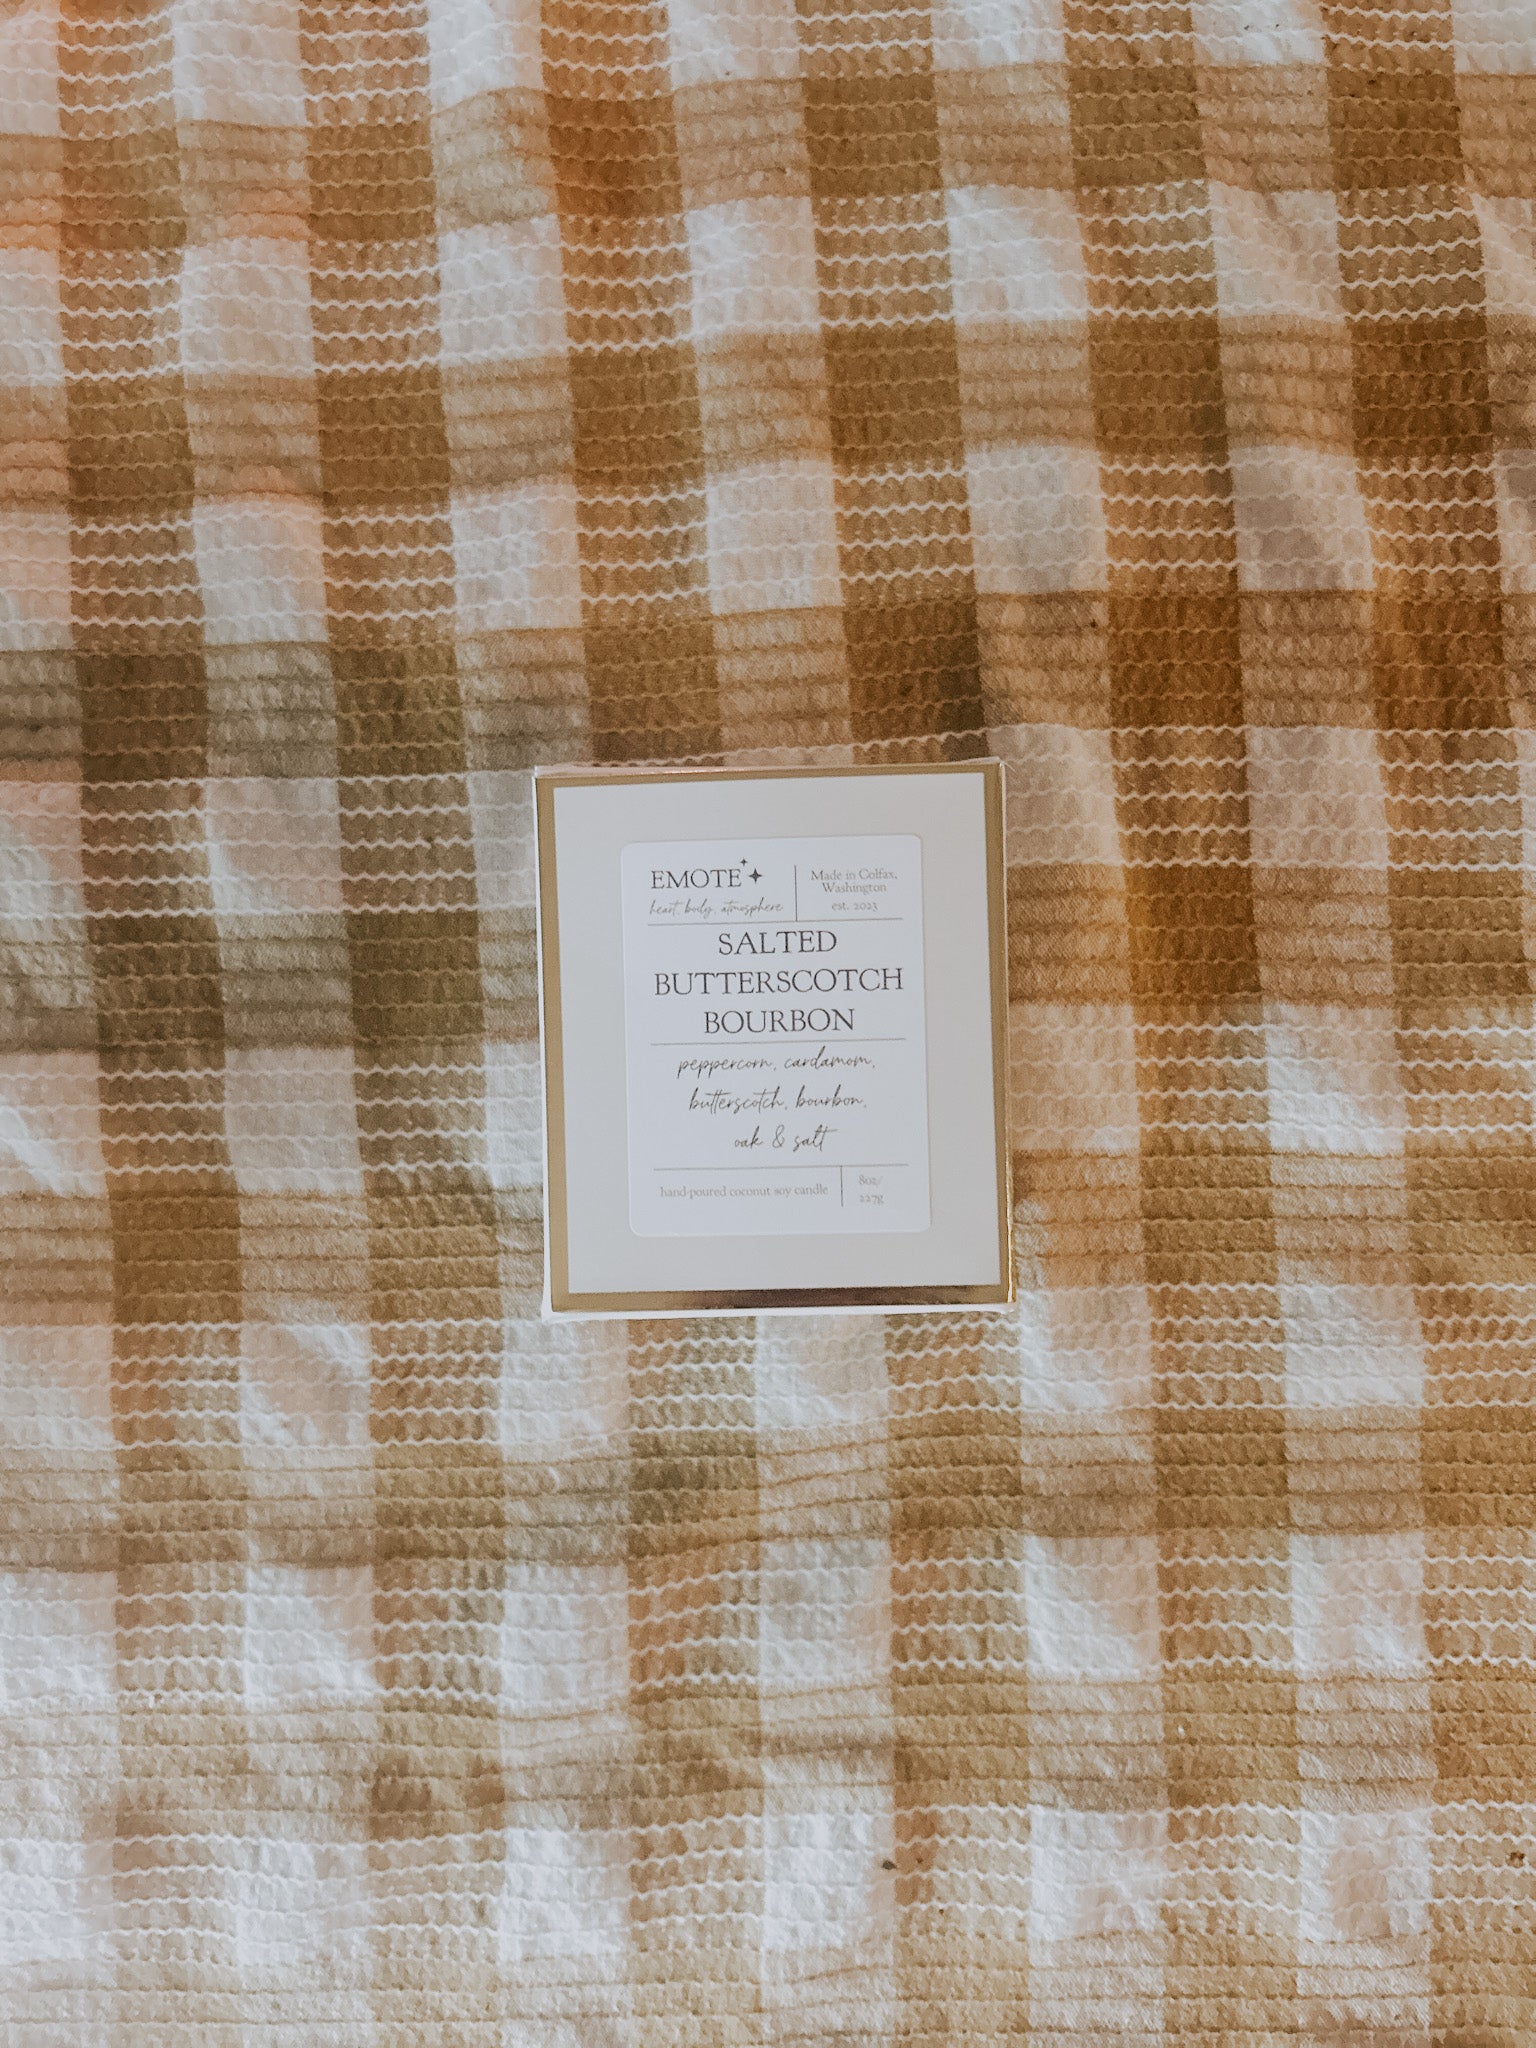 EMOTE
heart, body, atmosphere
Made in Colfax,
Washington
est. 2023
SALTED
BUTTERSCOTCH
BOURBON
peppercorn, cardamom,
butterscotch, bourbon,
oak & salt
hand-poured coconut soy candle
8oz/
227g